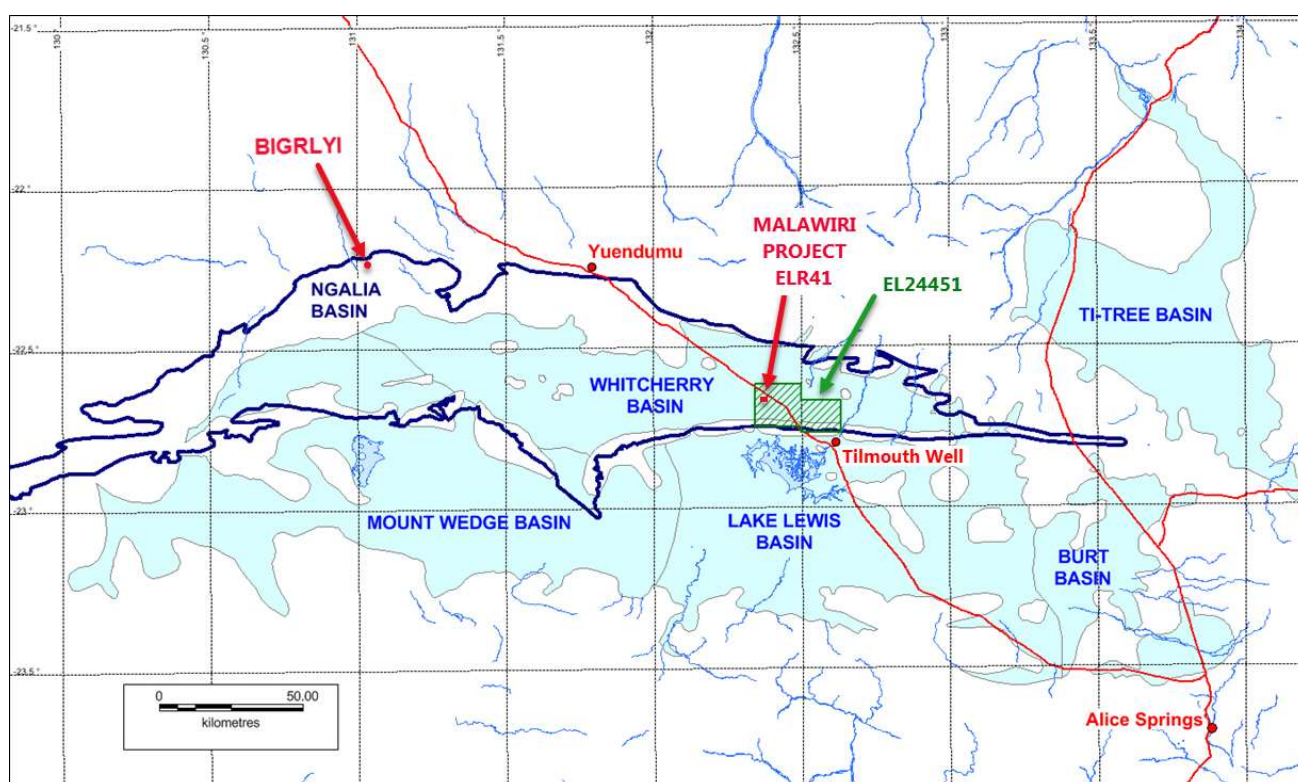 130°
130.5
131
131.5
132
132.5
133
133.5
134
-21.5
-22 °
-22.5
-23 °
-23.5
BIGRLYI
NGALIA
BASIN
Yuendumu
MALAWIRI
PROJECT
ELR41
EL24451
TI-TREE BASIN
WHITCHERRY
BASIN
Tilmouth Well
MOUNT WEDGE BASIN
LAKE LEWIS
BASIN
BURT
BASIN
Alice Springs
0 50.00
kilometres